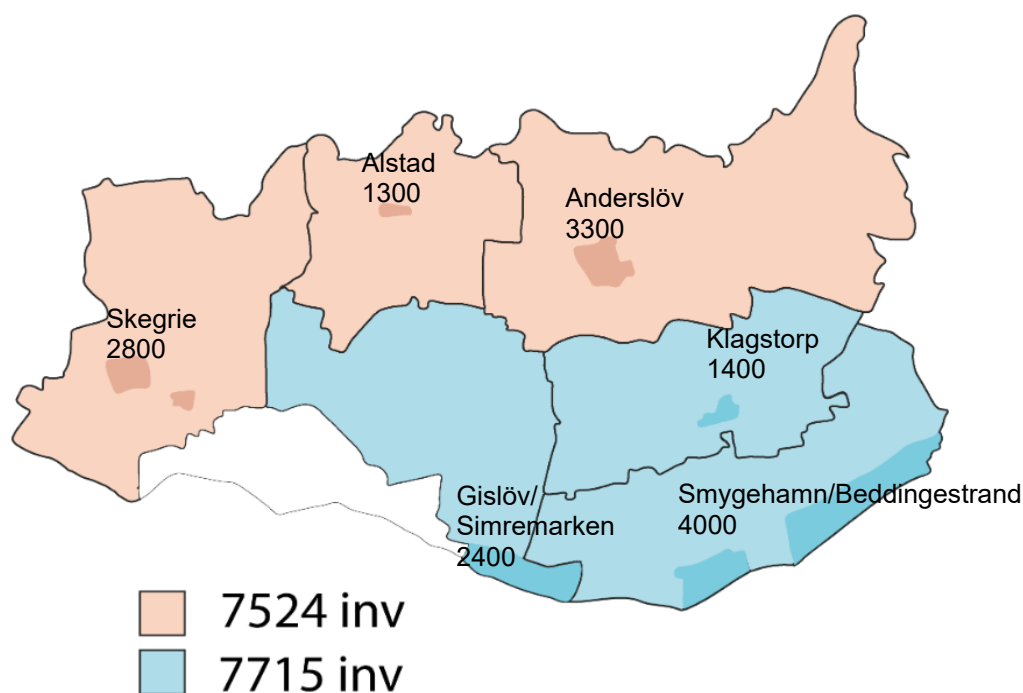 Alstad
1300
Anderslöv
3300
Skegrie
2800
Klagstorp
1400
Gislöv/
Simremarken
2400
Smygehamn/Beddingestrand
4000
7524 inv
7715 inv